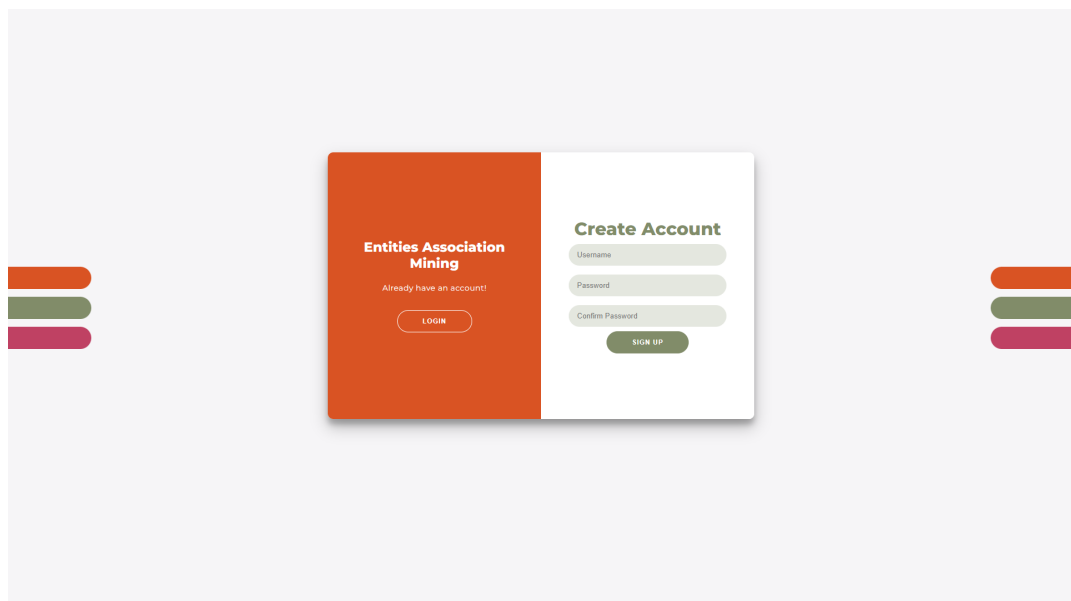 Entities Association
Mining
Already have an account!
LOGIN
Create Account
Username
Password
Confirm Password
SIGN UP